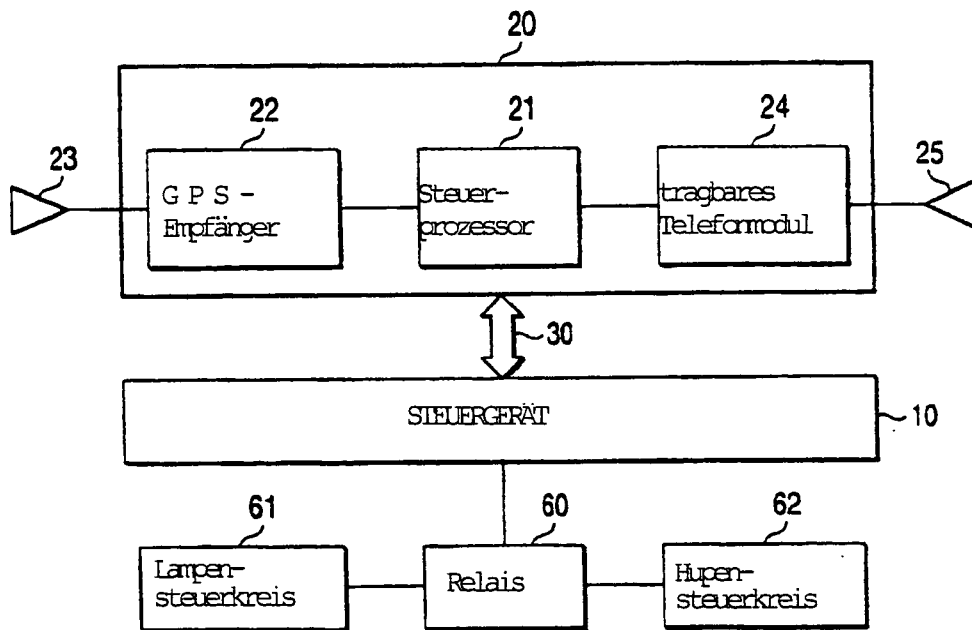 20
22
21
24
23
25
G P S -
Empfänger
Steuer-
prozessor
tragbares
Telefonmodul
30
STEUERGERÄT
10
61
60
62
Lampen-
steuerkreis
Relais
Hupen-
steuerkreis